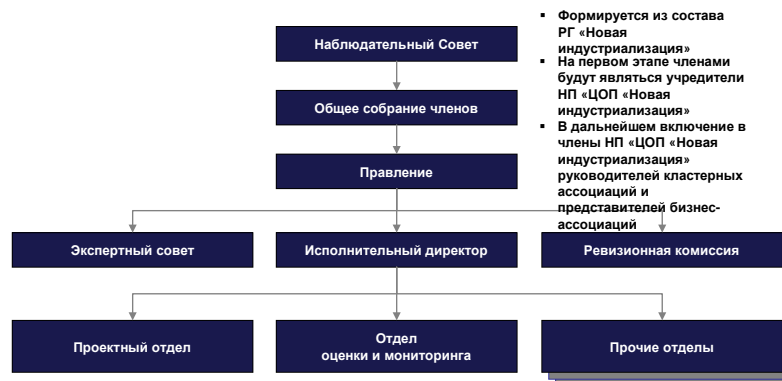 Наблюдательный Совет
▪ Формируется из состава
РГ «Новая
индустриализация»
▪ На первом этапе членами
будут являться учредители
НП «ЦОП «Новая
индустриализация»
▪ В дальнейшем включение в
члены НП «ЦОП «Новая
индустриализация»
руководителей кластерных
ассоциаций и
представителей бизнес-
ассоциаций
Общее собрание членов
Правление
Экспертный совет
Исполнительный директор
Ревизионная комиссия
Проектный отдел
Отдел
оценки и мониторинга
Прочие отделы